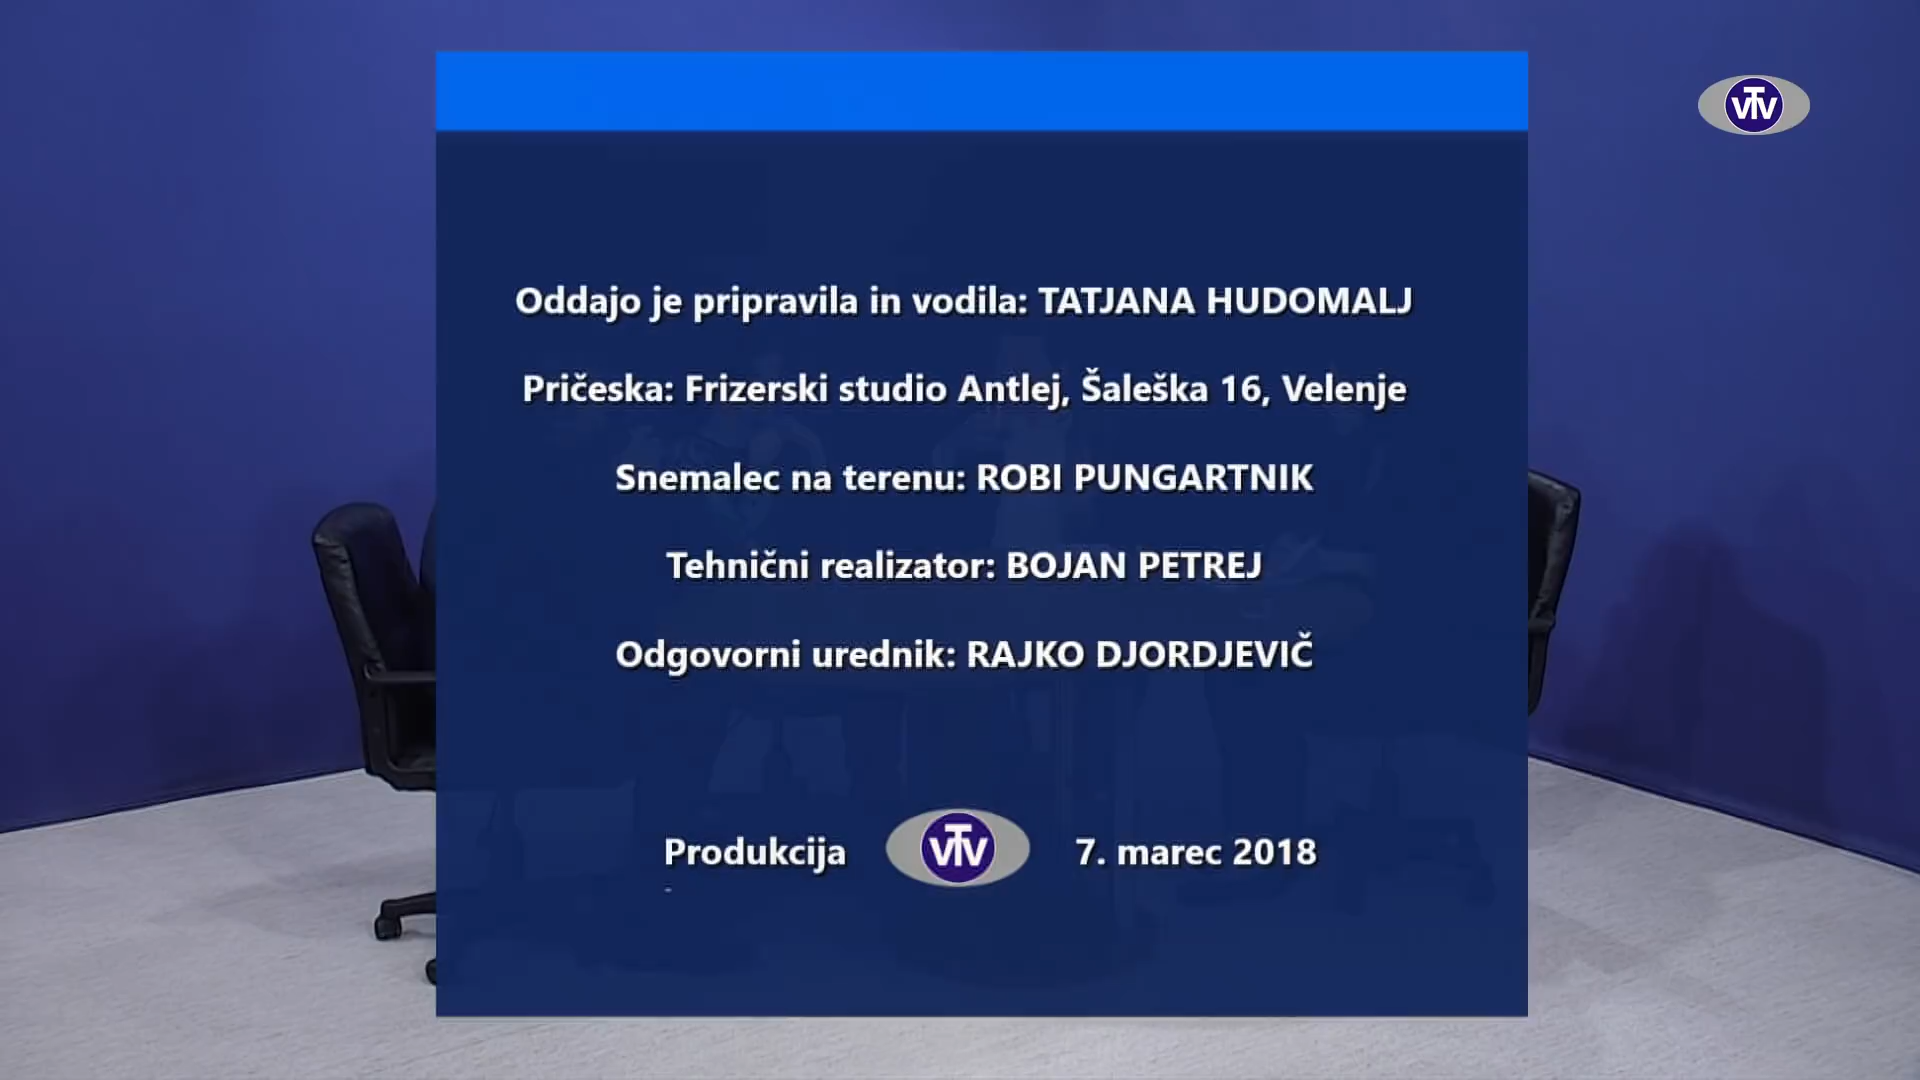 VTV
Oddajo je pripravila in vodila: TATJANA HUDOMALJ
Pričeska: Frizerski studio Antlej, Šaleška 16, Velenje
Snemalec na terenu: ROBI PUNGARTNIK
Tehnični realizator: BOJAN PETREJ
Odgovorni urednik: RAJKO DJORDJEVIČ
Produkcija VTV 7. marec 2018